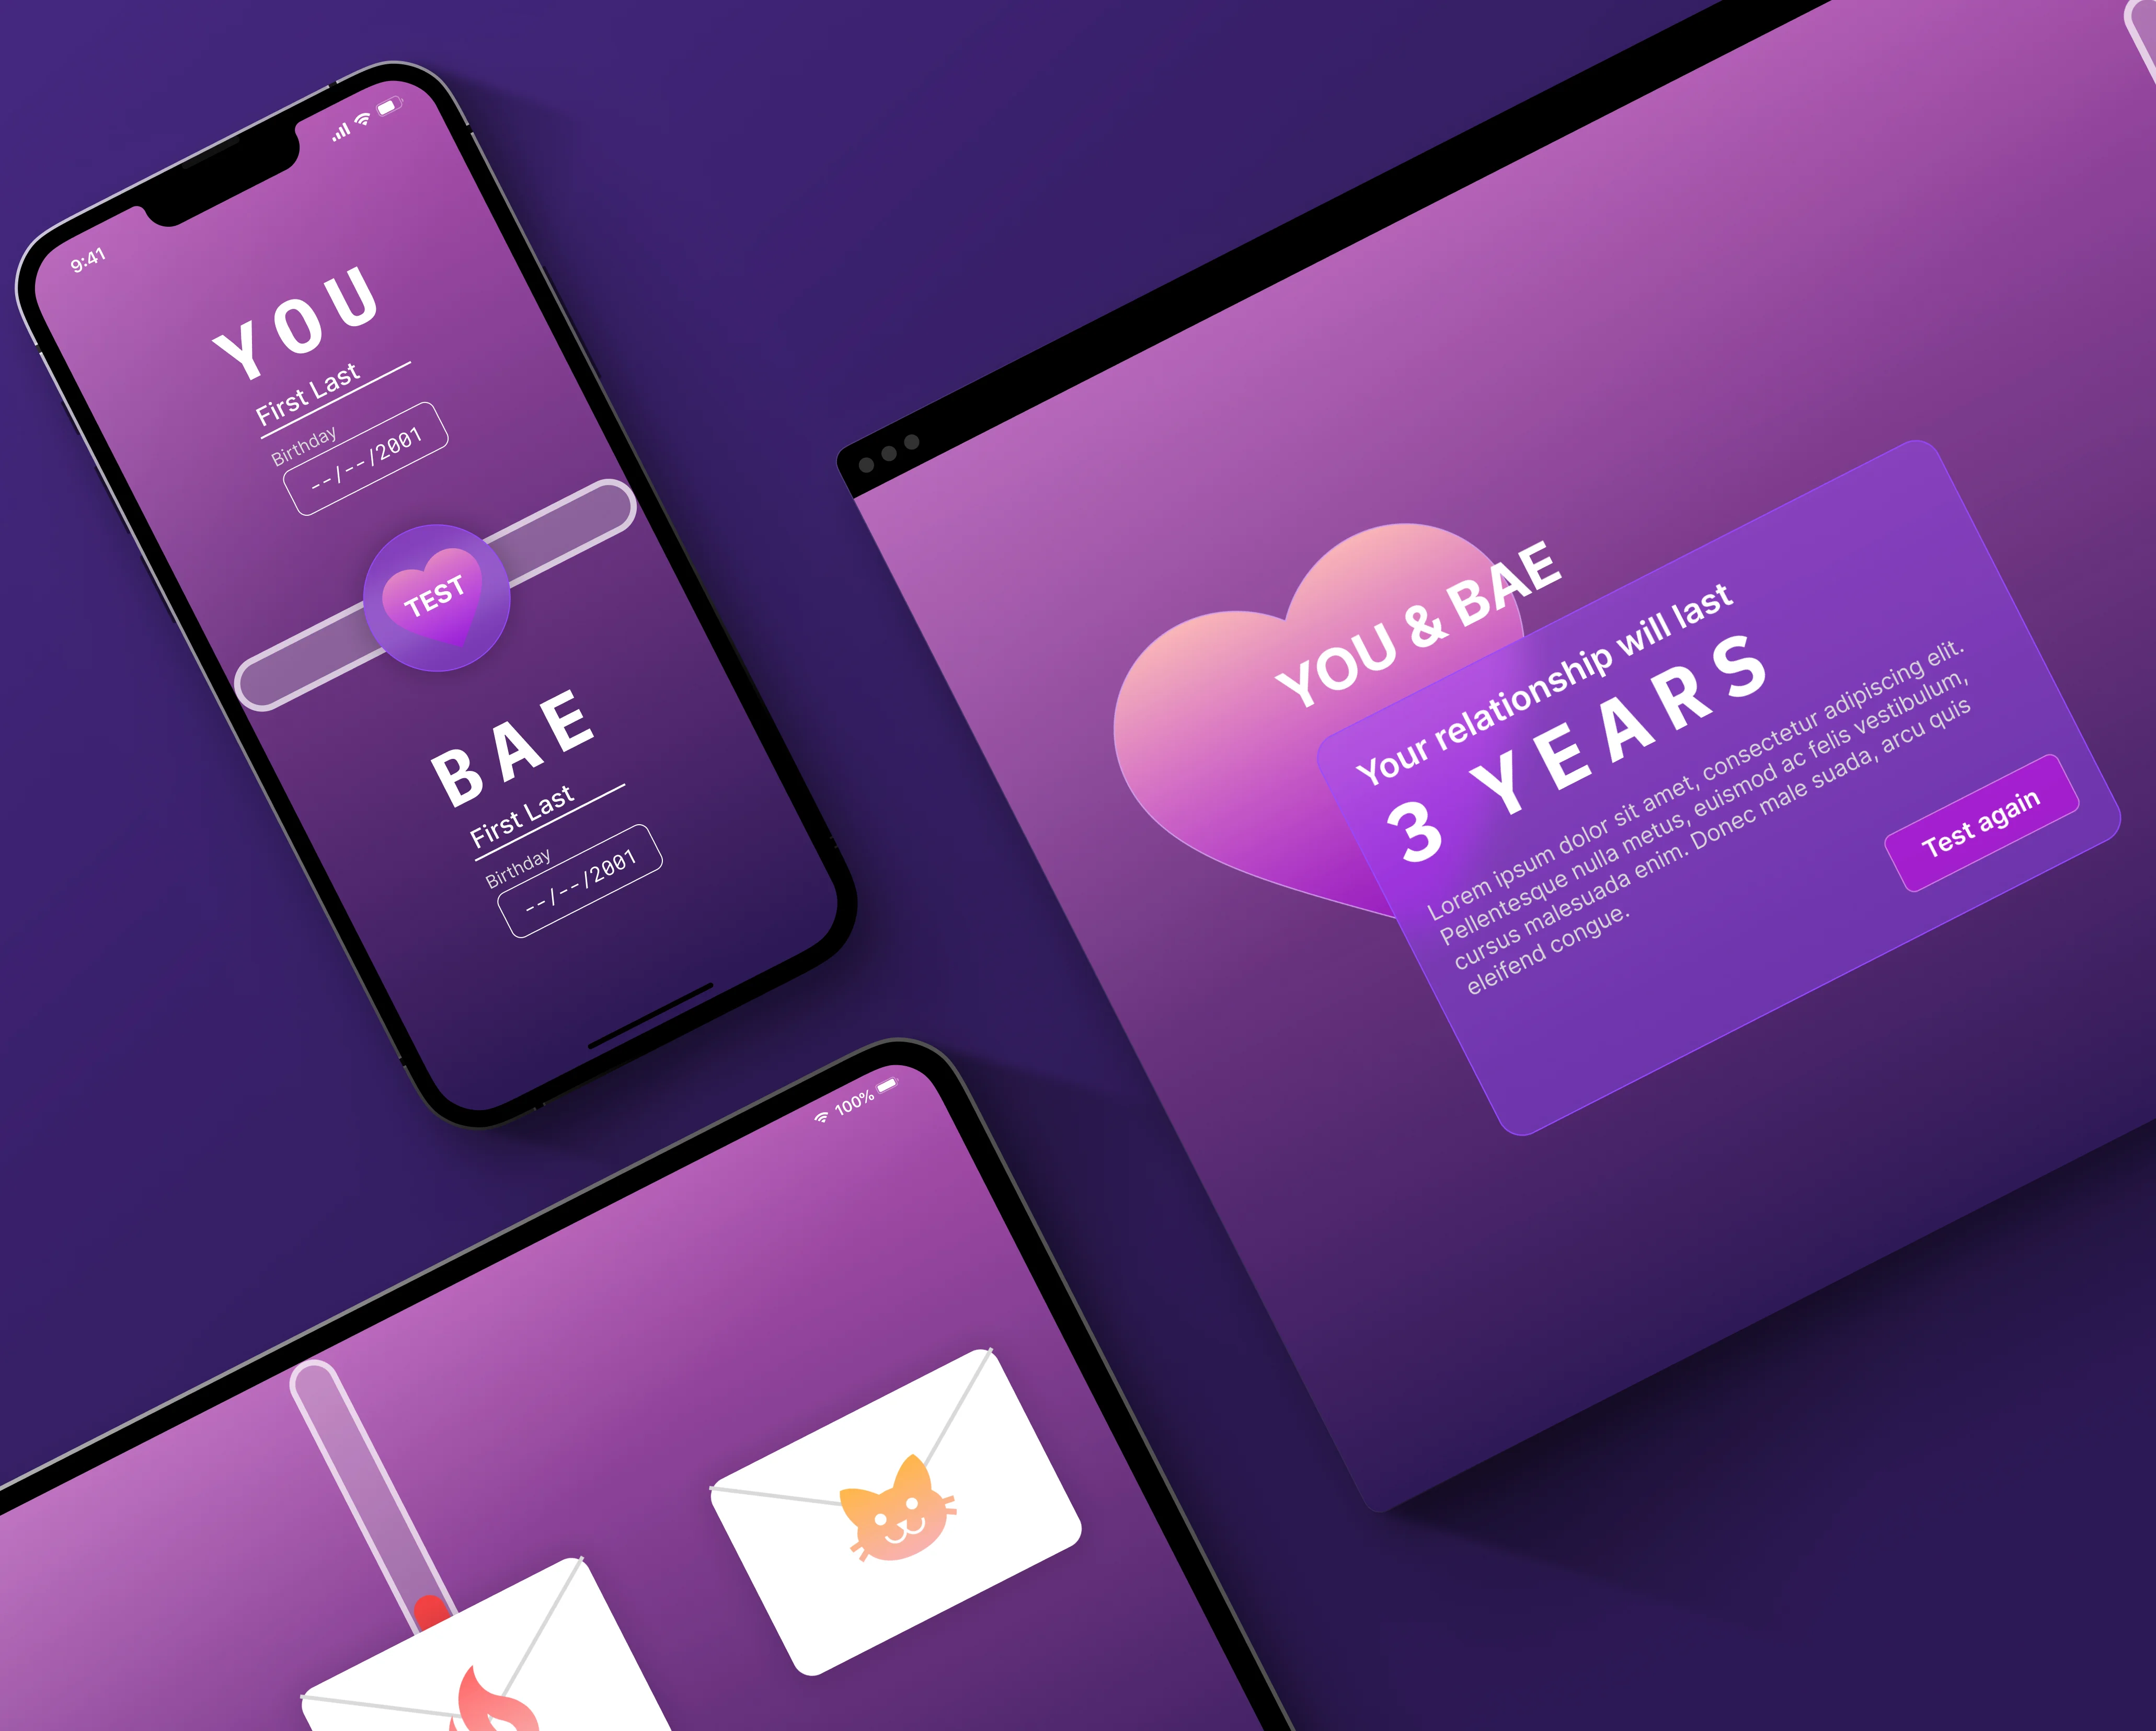 9:41
YOU
First Last
Birthday
--/--/2001
TEST
BAE
First Last
Birthday
--/--/2001
YOU & BAE
Your relationship will last
3 YEARS
Lorem ipsum dolor sit amet, consectetur adipiscing elit.
Pellentesque nulla metus, euismod ac felis vestibulum,
cursus malesuada enim. Donec male suada, arcu quis
eleifend congue.
Test again
100%